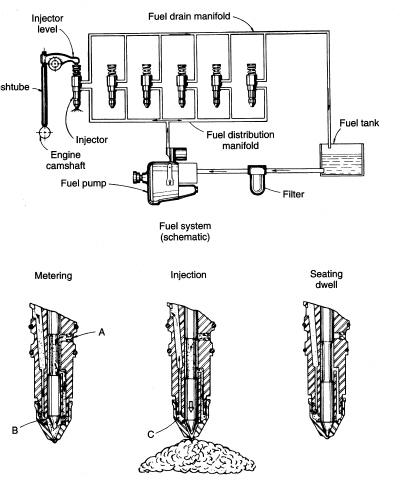 Injector
level
Fuel drain manifold
shtube
Injector
Engine
camshaft
Fuel distribution
manifold
Fuel tank
Fuel pump
Filter
Fuel system
(schematic)
Metering
Injection
Seating
dwell
A
B
C